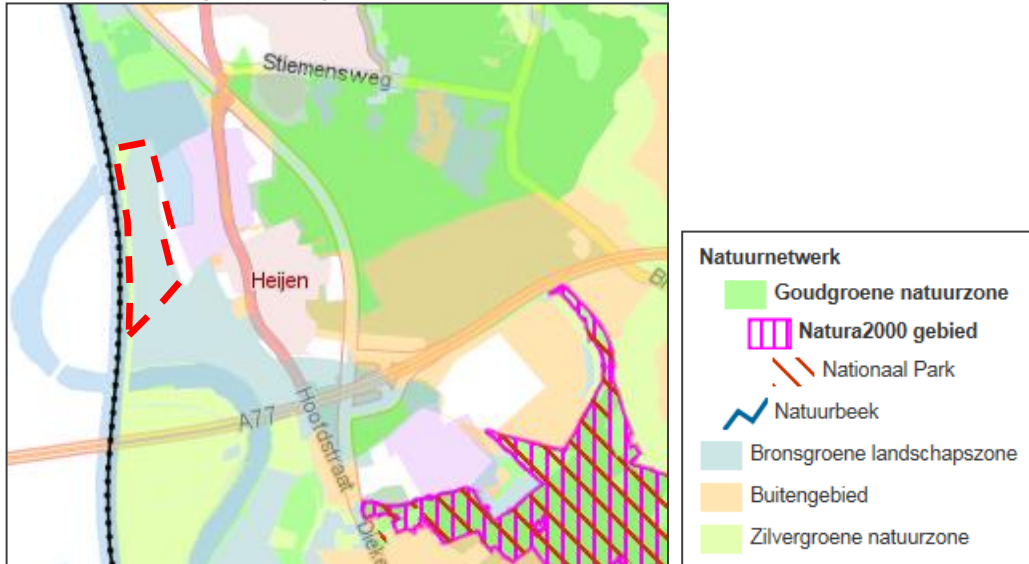 Stiemensweg
Heijen
A77
Hoofdstraat
Natuurnetwerk
Goudgroene natuurzone
Natura2000 gebied
Nationaal Park
Natuurbeek
Bronsgroene landschapszone
Buitengebied
Zilvergroene natuurzone